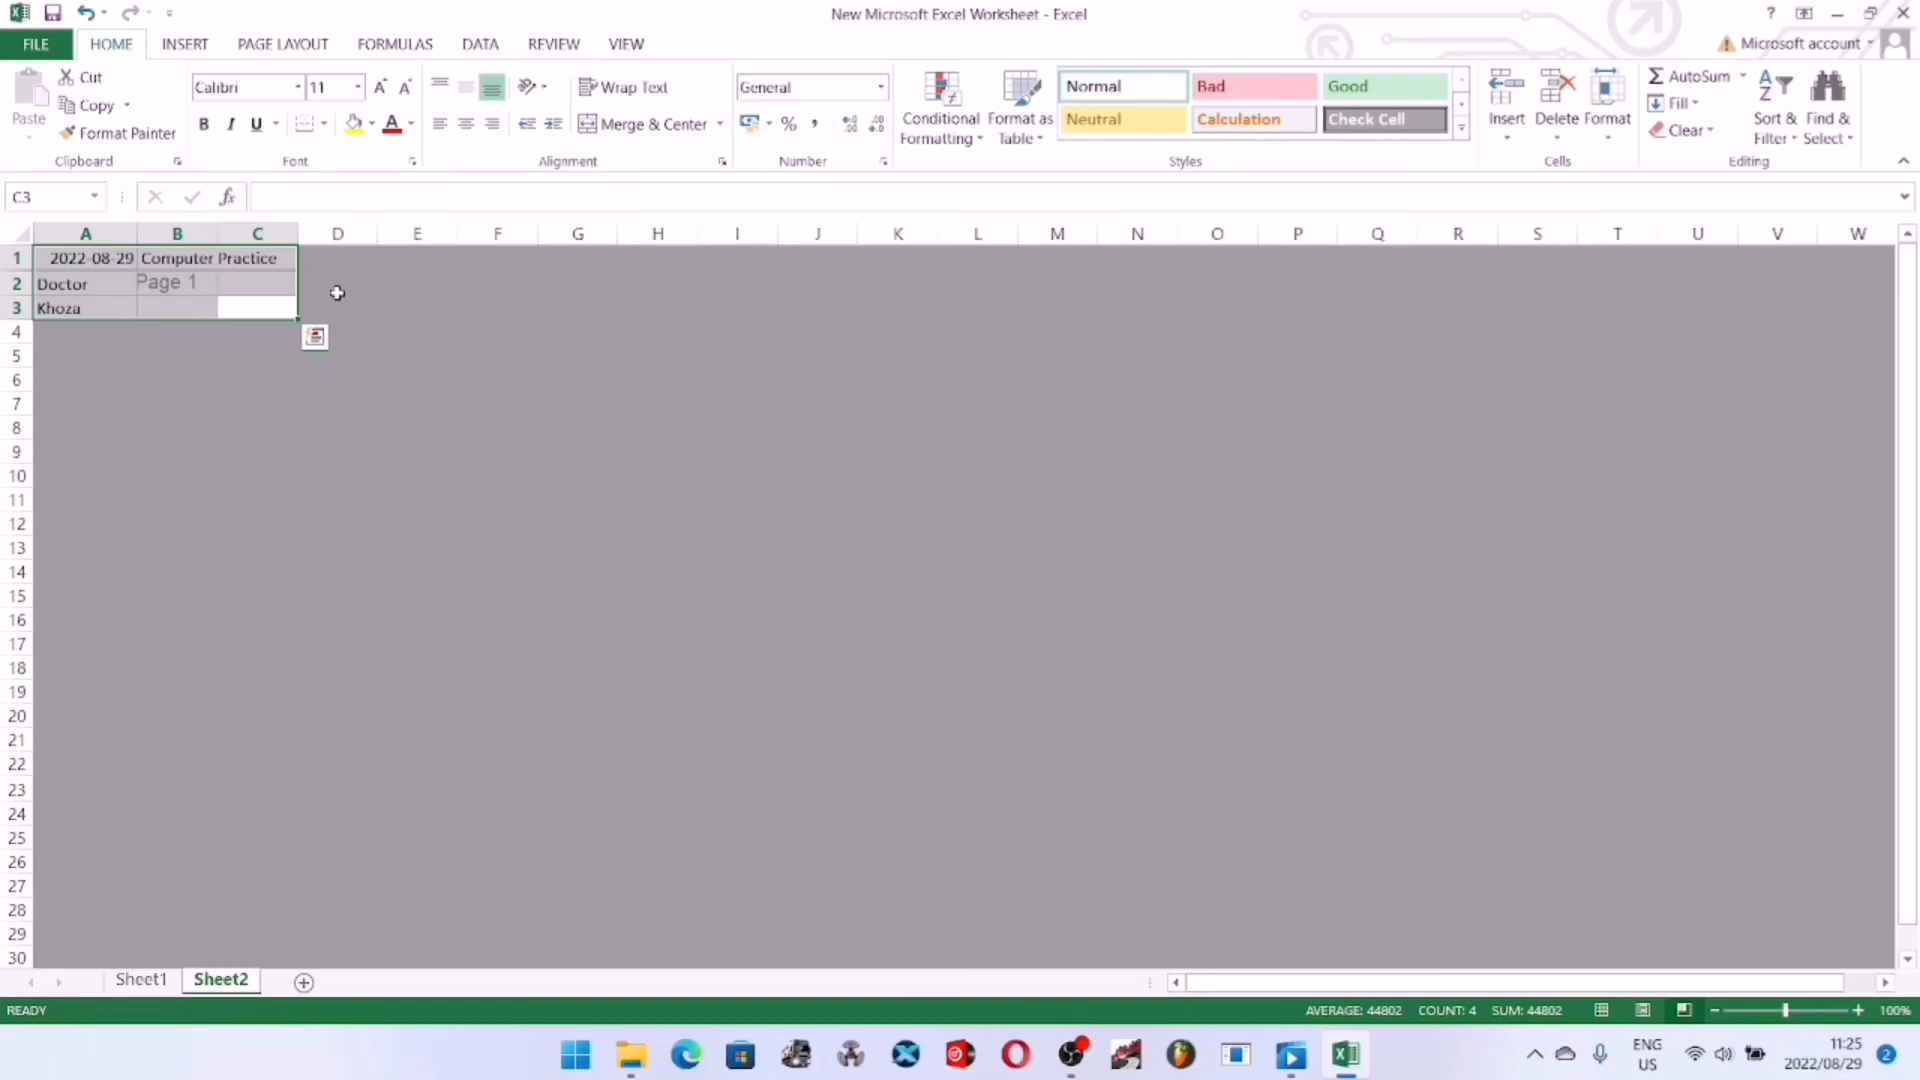 New Microsoft Excel Worksheet - Excel
?
FILE HOME INSERT PAGE LAYOUT FORMULAS DATA REVIEW VIEW
Microsoft account
Paste
Cut
Copy
Format Painter
Clipboard
Calibri 11 A A
B I U A
Font
Wrap Text
Merge & Center
Alignment
General
% ,
Number
Conditional Formatting
Format as Table
Normal Bad Good
Neutral Calculation Check Cell
Styles
Insert Delete Format
Cells
Σ AutoSum
Fill
Clear
Sort & Filter
Find & Select
Editing
C3 fx
A B C D E F G H I J K L M N O P Q R S T U V W
1 2022-08-29 Computer Practice
2 Doctor Page 1
3 Khoza
4
5
6
7
8
9
10
11
12
13
14
15
16
17
18
19
20
21
22
23
24
25
26
27
28
29
30
Sheet1 Sheet2
READY AVERAGE: 44802 COUNT: 4 SUM: 44802 100%
ENG
US
11:25
2022/08/29
2